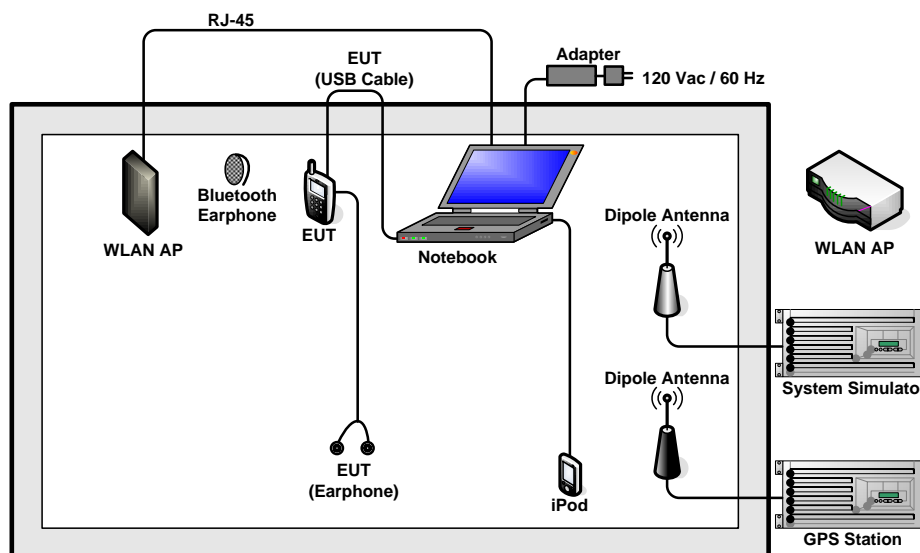 RJ-45
EUT
(USB Cable)
Adapter
120 Vac / 60 Hz
WLAN AP
Bluetooth
Earphone
EUT
Notebook
Dipole Antenna
WLAN AP
System Simulato
Dipole Antenna
EUT
(Earphone)
iPod
GPS Station